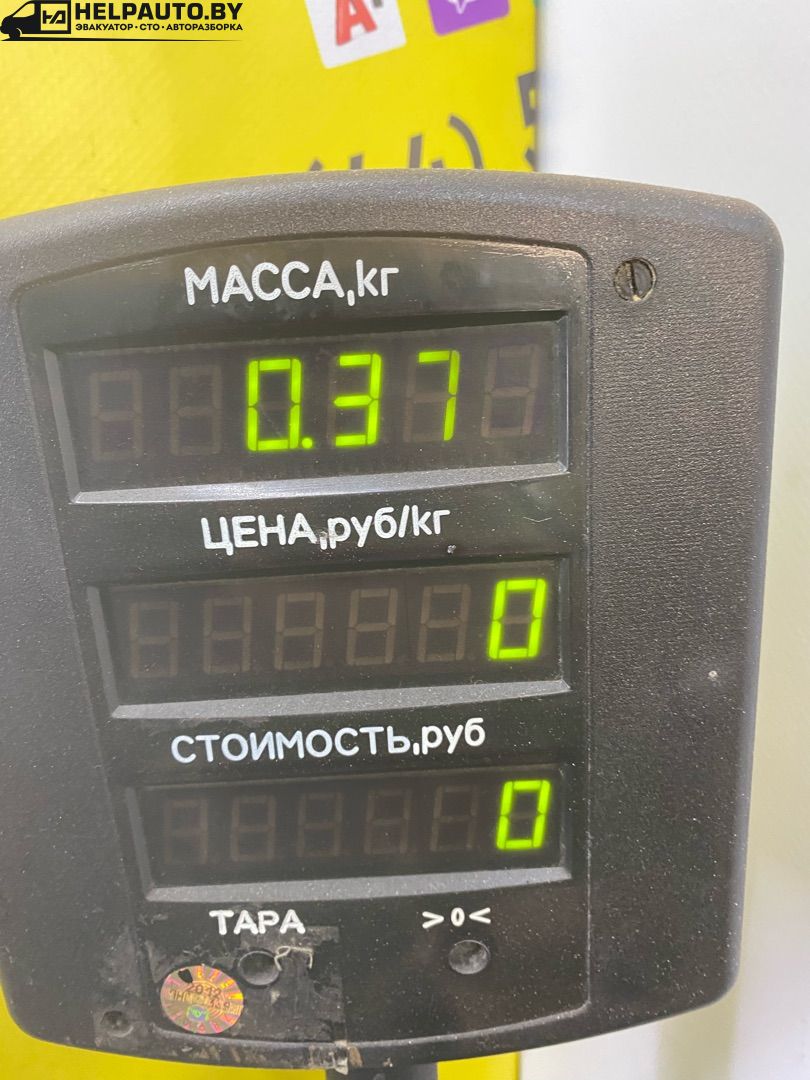 HELPAUTO.BY
ЭВАКУАТОР · СТО · АВТОРАЗБОРКА
МАССА,кг
0.37
ЦЕНА,руб/кг
0
СТОИМОСТЬ,руб
0
ТАРА >0<